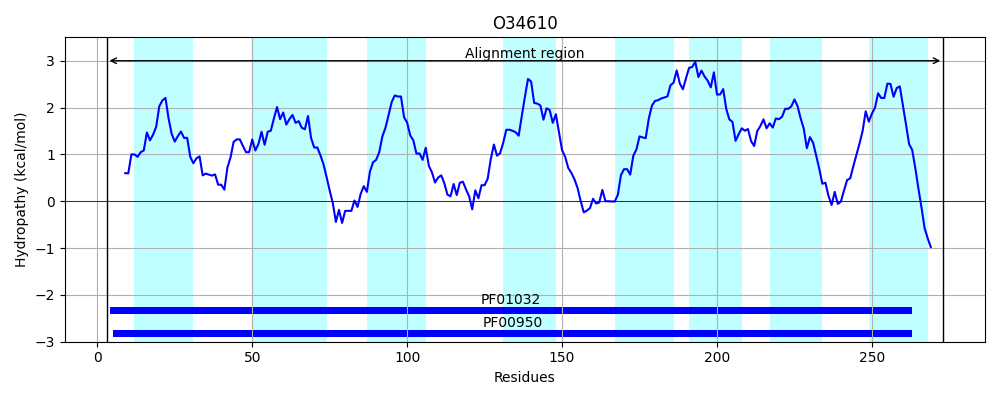 O34610
Alignment region
3
2
1
0
−1
−2
−3
Hydropathy (kcal/mol)
PF01032
PF00950
0 50 100 150 200 250
Residues